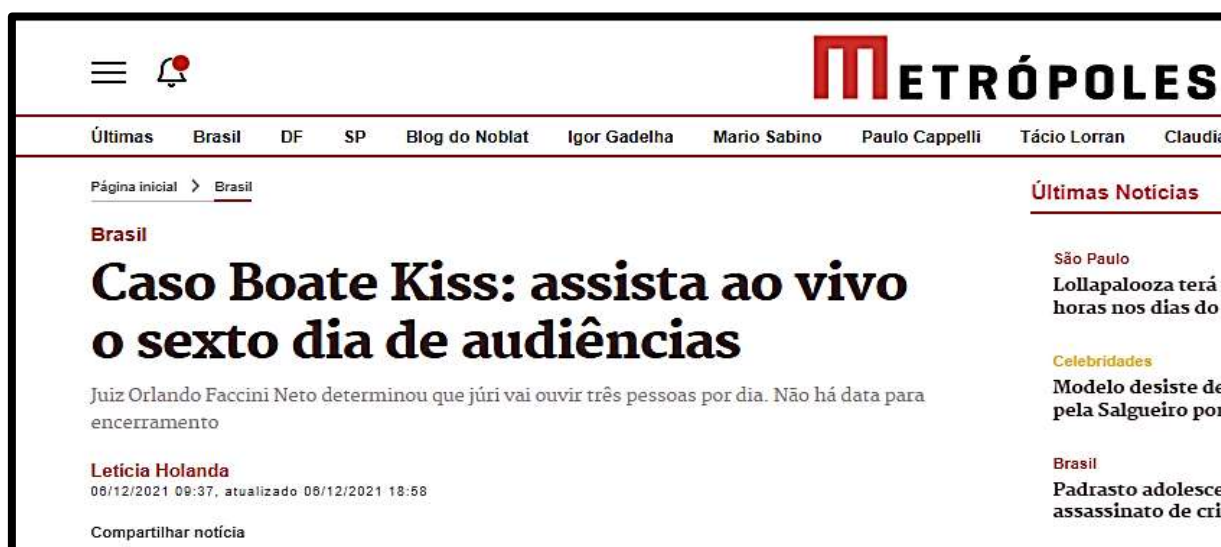 METRÓPOLES
Últimas Brasil DF SP Blog do Noblat Igor Gadelha Mario Sabino Paulo Cappelli Tácio Lorran Claudia
Página inicial > Brasil
Brasil
Caso Boate Kiss: assista ao vivo
o sexto dia de audiências
Juiz Orlando Faccini Neto determinou que júri vai ouvir três pessoas por dia. Não há data para
encerramento
Letícia Holanda
06/12/2021 09:37, atualizado 06/12/2021 18:58
Compartilhar notícia
Últimas Notícias
São Paulo
Lollapalooza terá
horas nos dias do
Celebridades
Modelo desiste de
pela Salgueiro por
Brasil
Padrasto adolesce
assassinato de cri